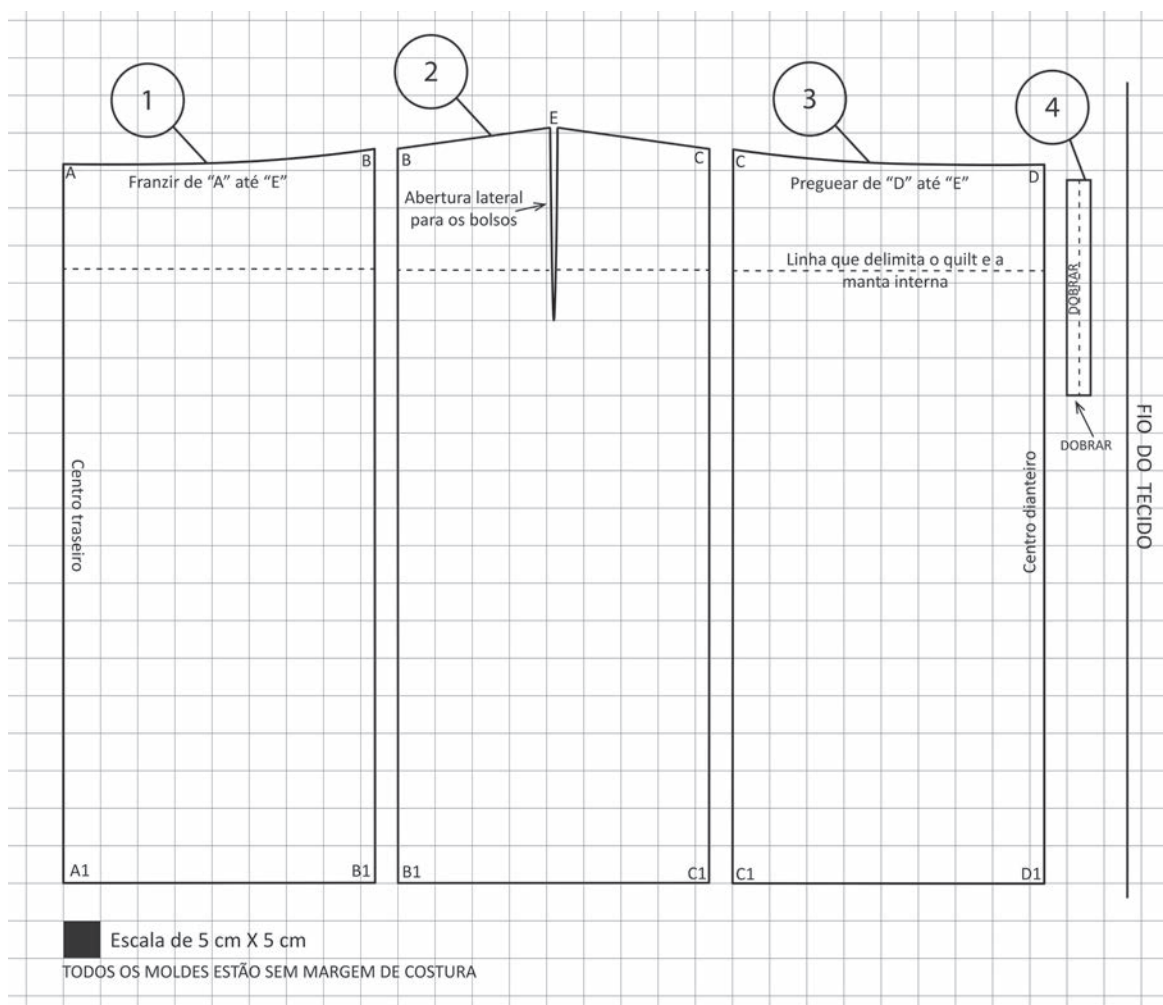 1
2
3
4
E
A
B
B
C
C
D
Franzir de “A” até “E”
Abertura lateral
para os bolsos
Preguear de “D” até “E”
Linha que delimita o quilt e a
manta interna
DOBRAR
DOBRAR
FIO DO TECIDO
Centro traseiro
Centro dianteiro
A1
B1
B1
C1
C1
D1
Escala de 5 cm X 5 cm
TODOS OS MOLDES ESTÃO SEM MARGEM DE COSTURA